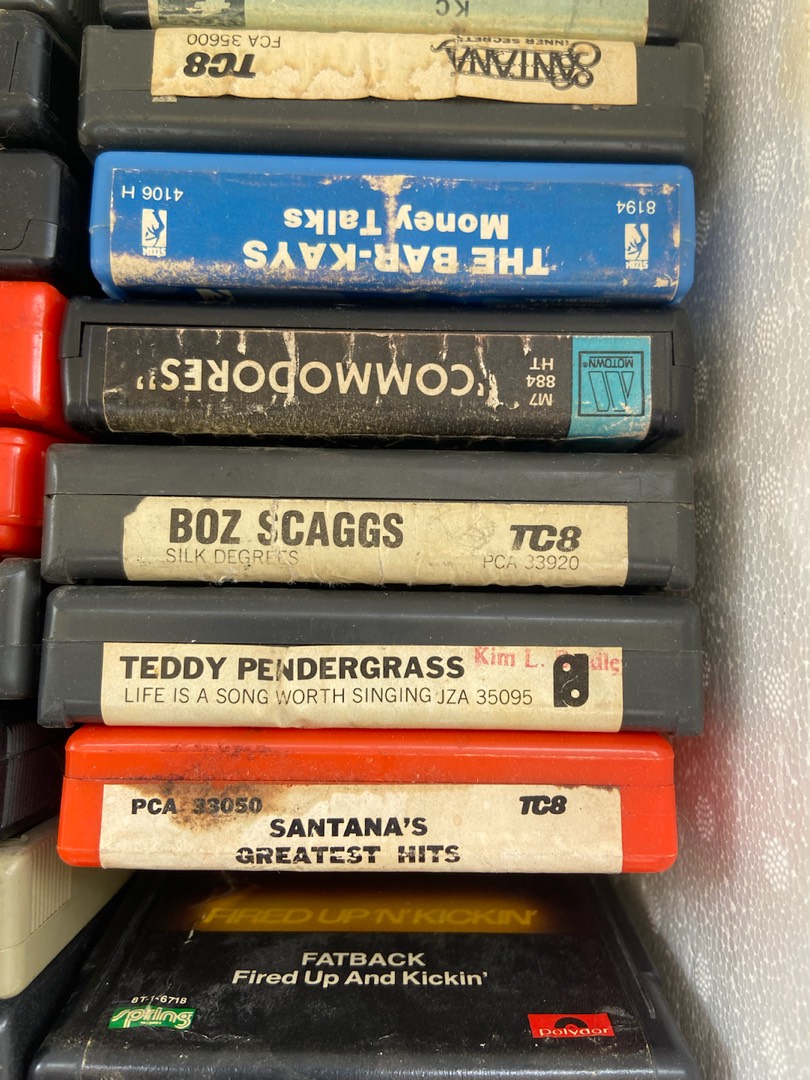 KC
SANTANA
INNER SECRETS
TC8
FCA 35600
8194
4106 H
THE BAR-KAYS
Money Talks
STAX
STAX
MOTOWN®
M7
884
HT
"COMMODORES"
BOZ SCAGGS
SILK DEGREES
TC8
PCA 33920
TEDDY PENDERGRASS
Kim L.
LIFE IS A SONG WORTH SINGING JZA 35095
PCA 33050
TC8
SANTANA'S
GREATEST HITS
FIRED UP 'N' KICKIN'
FATBACK
Fired Up And Kickin'
8T-1-6718
spring
polydor